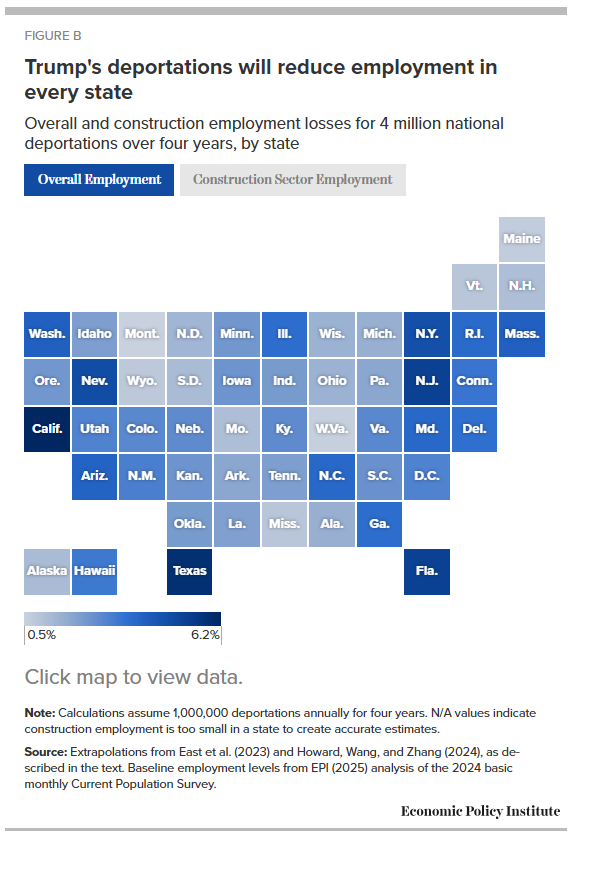 FIGURE B
Trump's deportations will reduce employment in
every state
Overall and construction employment losses for 4 million national
deportations over four years, by state
Overall Employment Construction Sector Employment
Maine
Vt. N.H.
Wash. Idaho Mont. N.D. Minn. Ill. Wis. Mich. N.Y. R.I. Mass.
Ore. Nev. Wyo. S.D. Iowa Ind. Ohio Pa. N.J. Conn.
Calif. Utah Colo. Neb. Mo. Ky. W.Va. Va. Md. Del.
Ariz. N.M. Kan. Ark. Tenn. N.C. S.C. D.C.
Okla. La. Miss. Ala. Ga.
Alaska Hawaii Texas Fla.
0.5% 6.2%
Click map to view data.
Note: Calculations assume 1,000,000 deportations annually for four years. N/A values indicate
construction employment is too small in a state to create accurate estimates.
Source: Extrapolations from East et al. (2023) and Howard, Wang, and Zhang (2024), as de-
scribed in the text. Baseline employment levels from EPI (2025) analysis of the 2024 basic
monthly Current Population Survey.
Economic Policy Institute